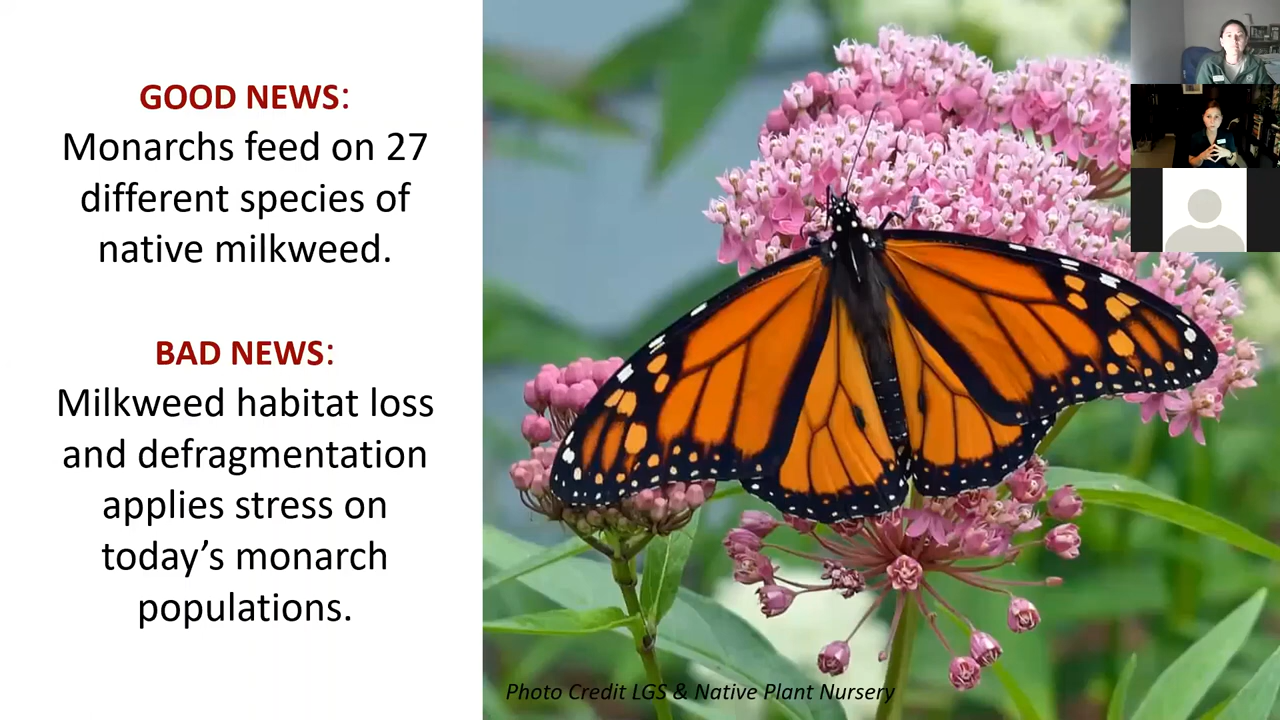 GOOD NEWS:
Monarchs feed on 27
different species of
native milkweed.
BAD NEWS:
Milkweed habitat loss
and defragmentation
applies stress on
today’s monarch
populations.
Photo Credit LGS & Native Plant Nursery